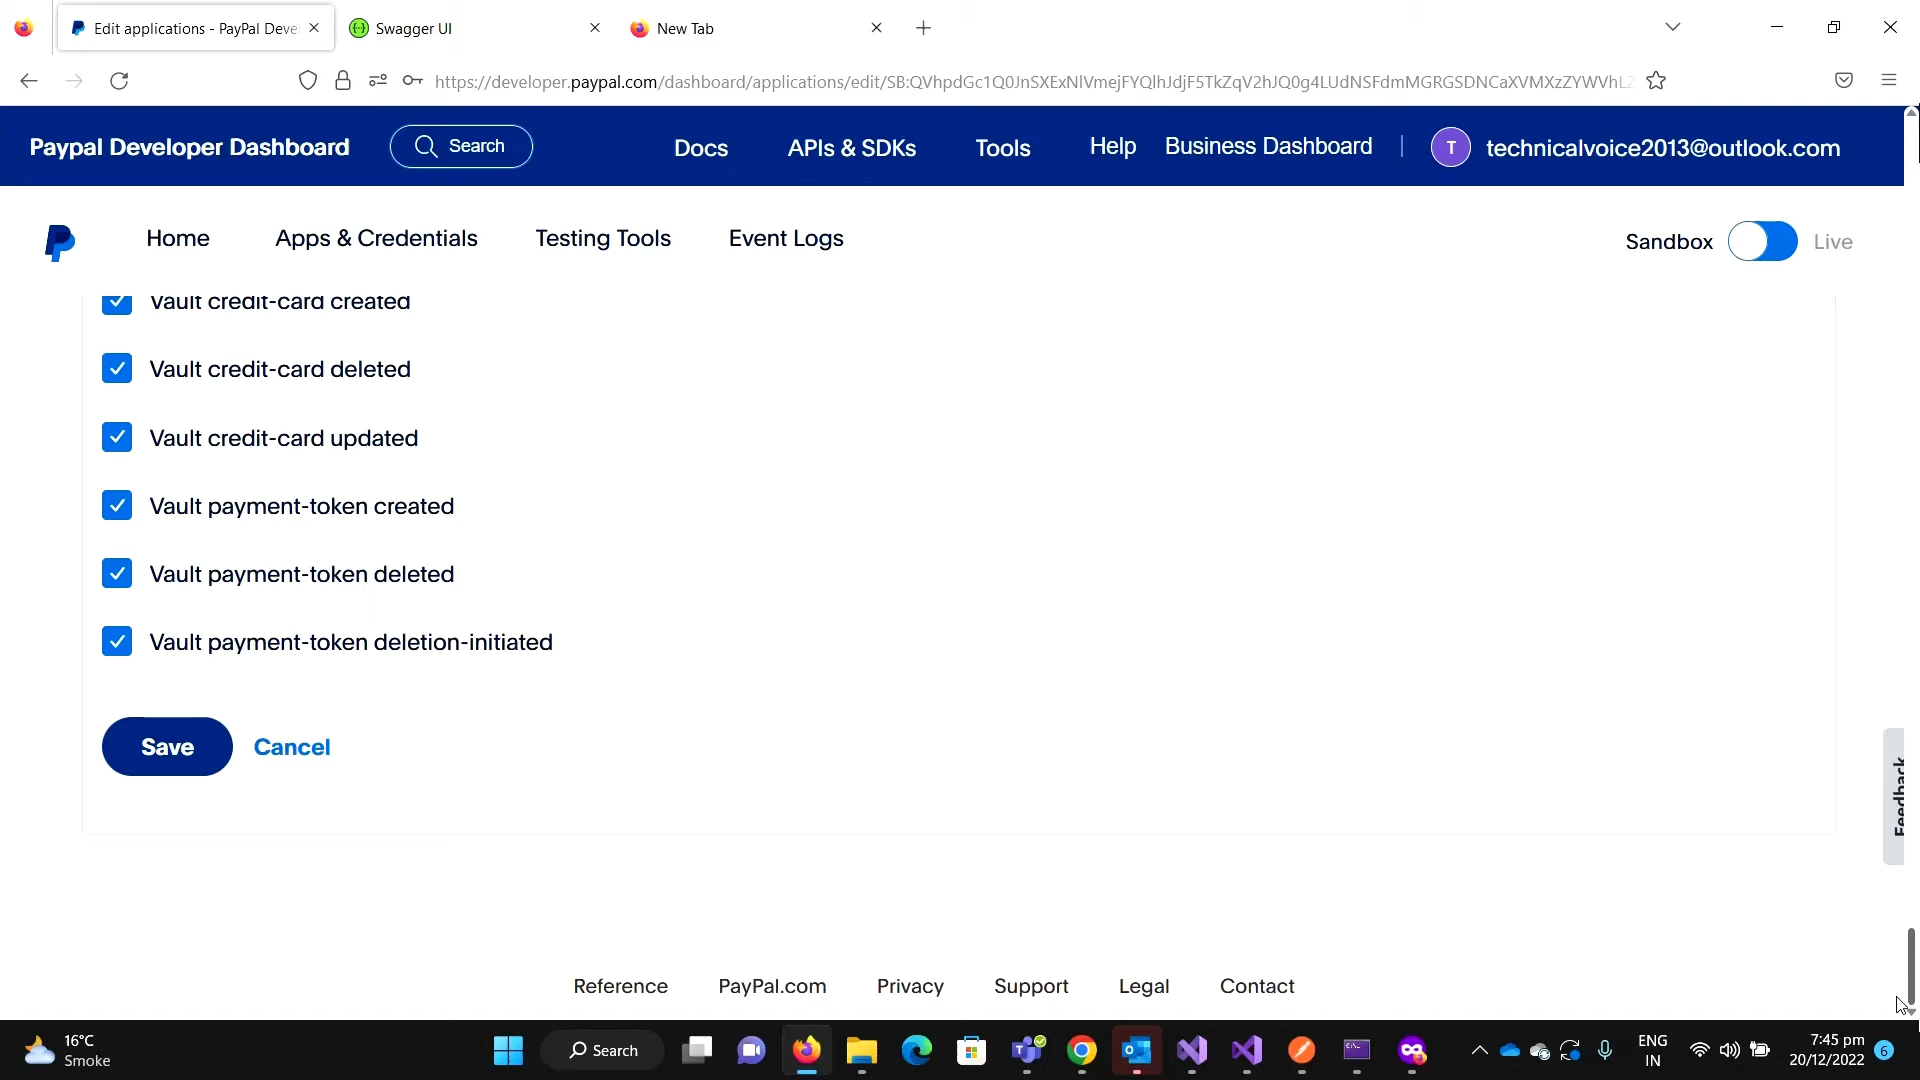 Edit applications - PayPal Deve
Swagger UI
New Tab
https://developer.paypal.com/dashboard/applications/edit/SB:QVhpdGc1Q0JnSXExNlVmejFYQlhJdjF5TkZqV2hJQ0g4LUdNSFdmMGRGSDNCaXVMXzZYWVhLZ
Paypal Developer Dashboard
Search
Docs
APIs & SDKs
Tools
Help
Business Dashboard
T
technicalvoice2013@outlook.com
Home
Apps & Credentials
Testing Tools
Event Logs
Sandbox
Live
Vault credit-card created
Vault credit-card deleted
Vault credit-card updated
Vault payment-token created
Vault payment-token deleted
Vault payment-token deletion-initiated
Save
Cancel
Feedback
Reference
PayPal.com
Privacy
Support
Legal
Contact
16°C
Smoke
Search
ENG
IN
7:45 pm
20/12/2022
6